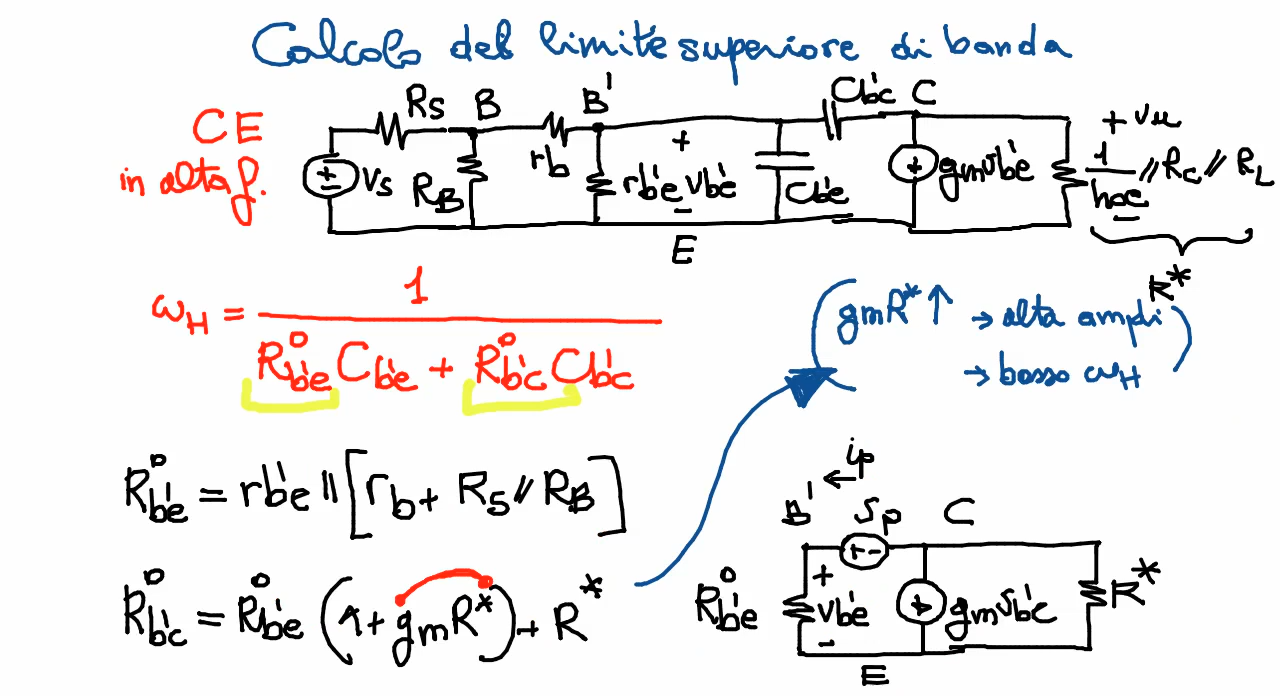 Calcolo del limite superiore di banda
CE
in alta f.
Rs B rb B' Cb'c C
vs RB rb'e vb'e Cb'e gmvb'e
+ vu
1/hoe // Rc // RL
E
R*
ωH = 1 / (R°b'e Cb'e + R°b'c Cb'c)
gmR* ↑ → alta ampli
→ basso ωH
R°b'e = rb'e || [rb + Rs // RB]
R°b'c = R°b'e (1 + gmR*) + R*
ip
B' vp C
R°b'e + vb'e - gmvb'e R*
E